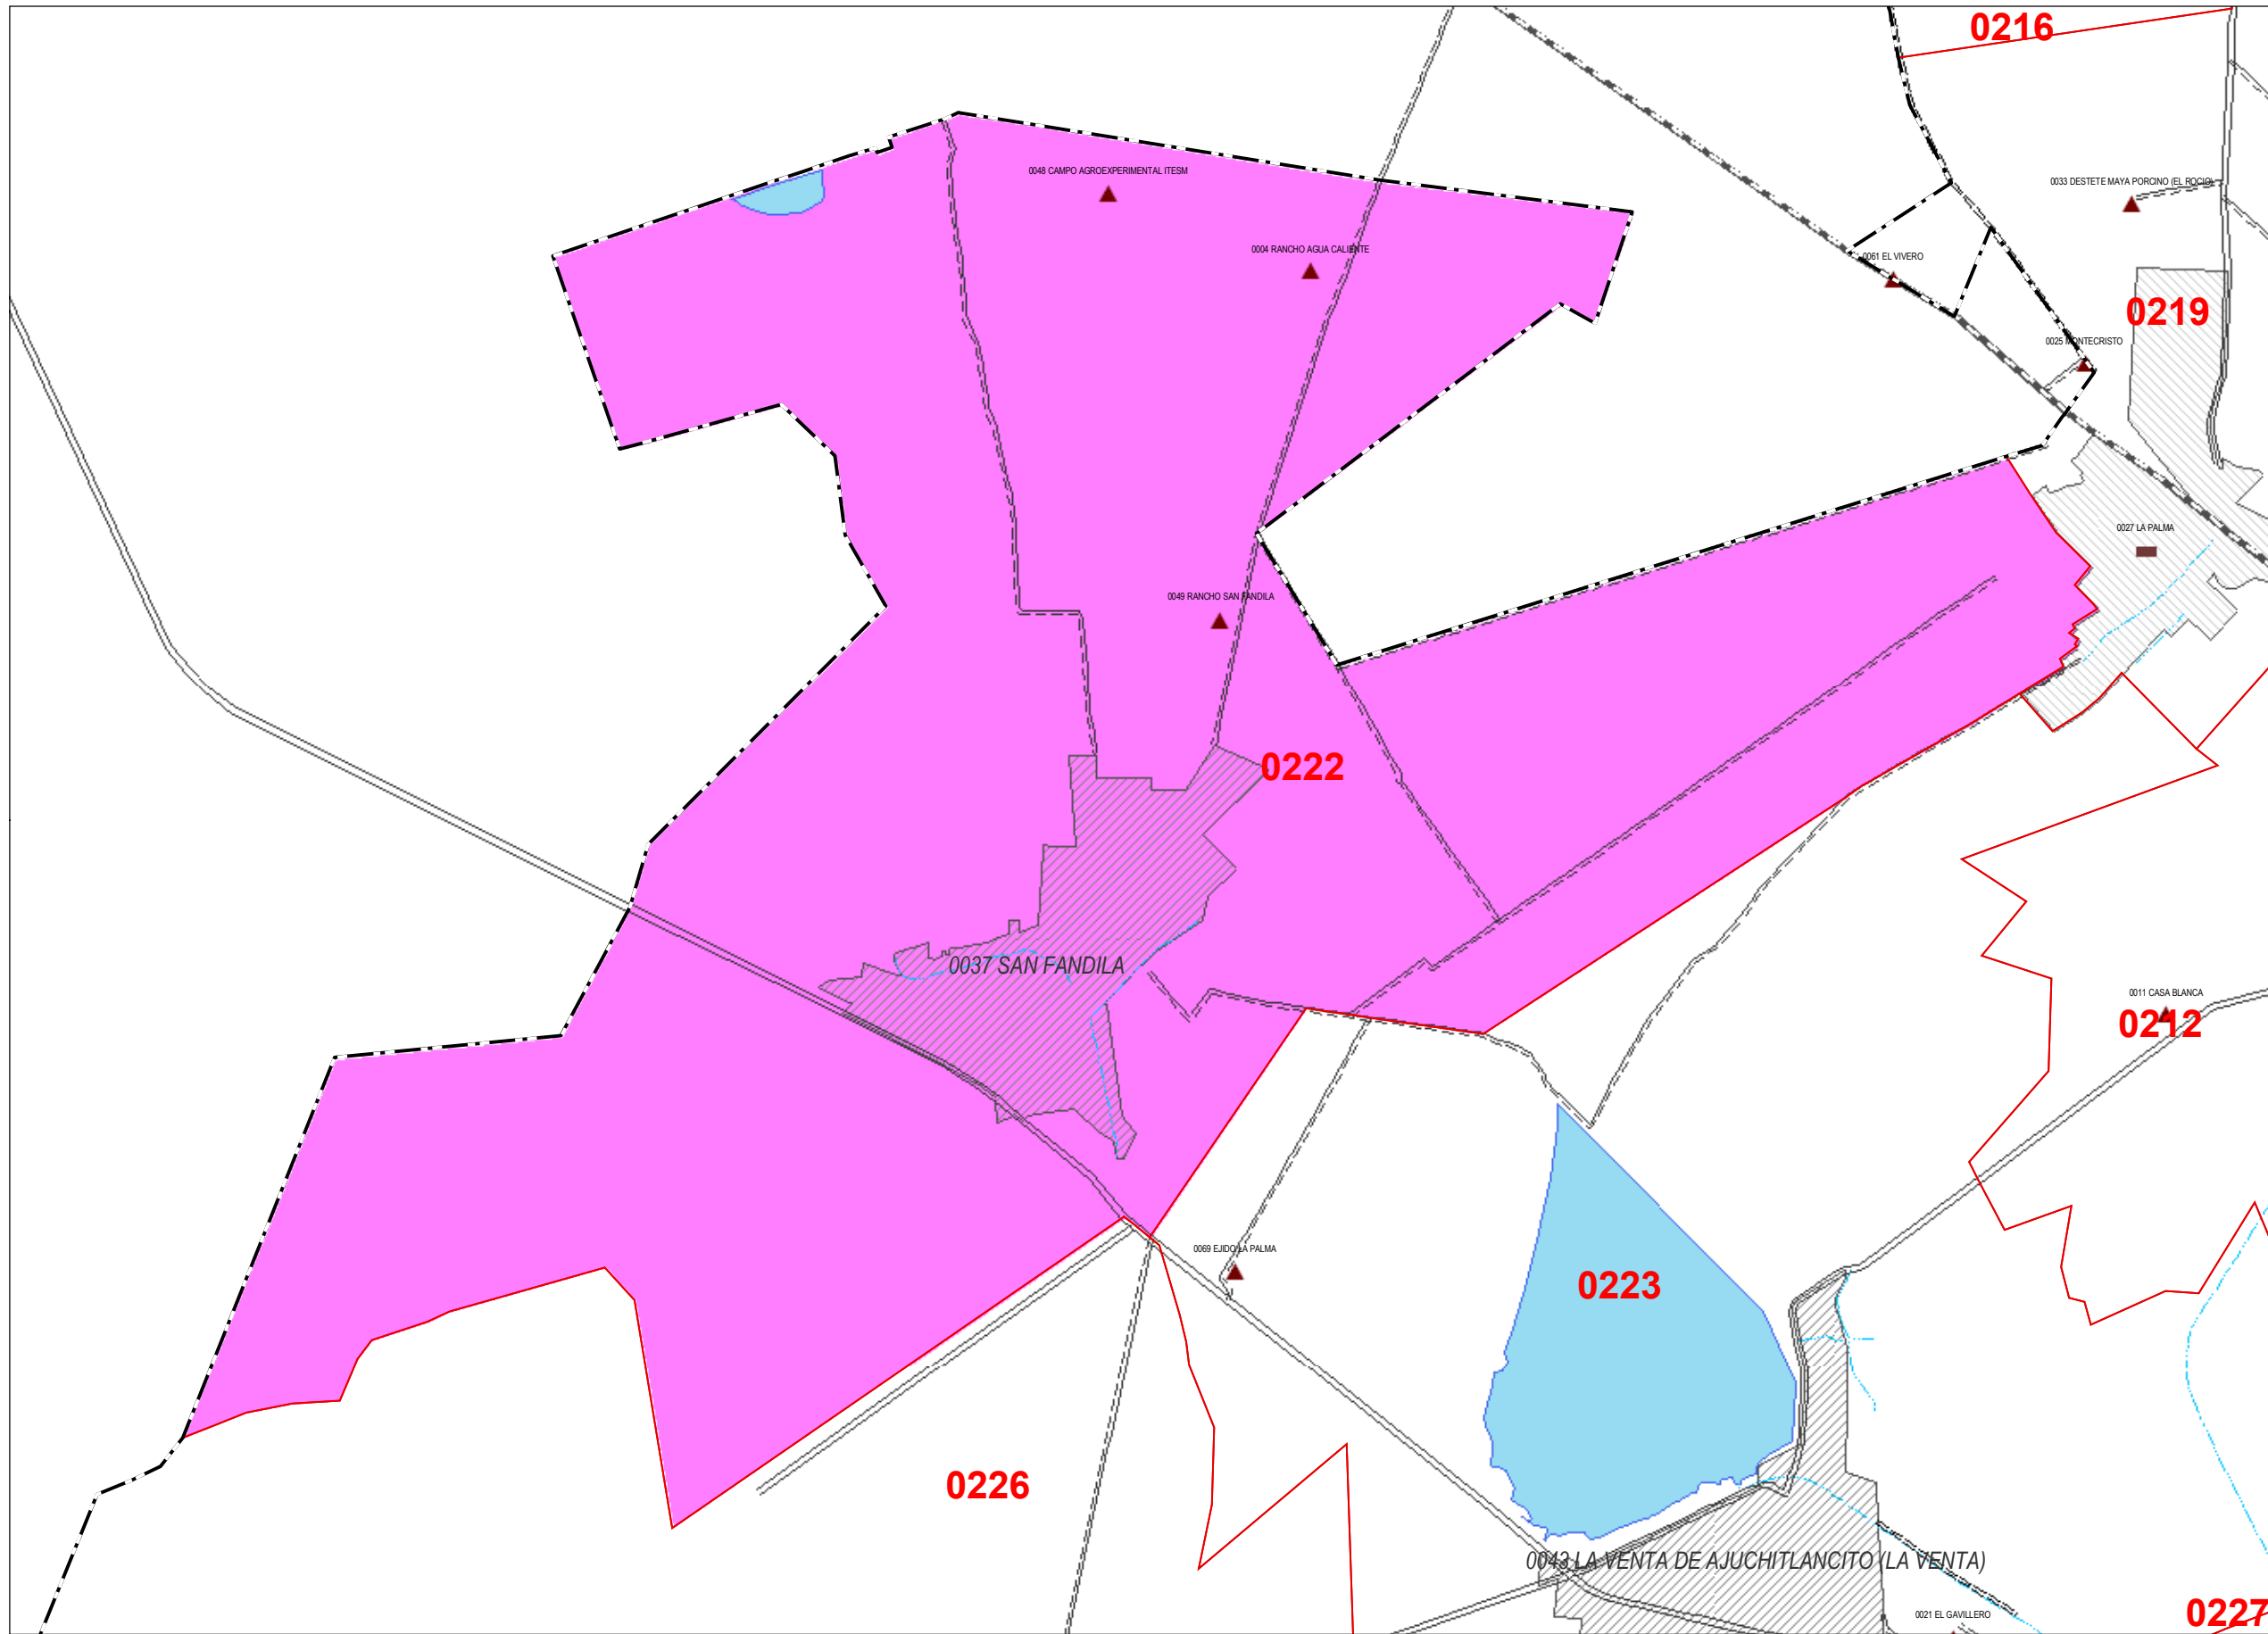 0216
0048 CAMPO AGROEXPERIMENTAL ITESM
0033 DESTETE MAYA PORCINO (EL ROCIO)
0004 RANCHO AGUA CALIENTE
0061 EL VIVERO
0219
0025 MONTECRISTO
0027 LA PALMA
0049 RANCHO SAN FANDILA
0222
0037 SAN FANDILA
0011 CASA BLANCA
0212
0069 EJIDO LA PALMA
0223
0226
0043 LA VENTA DE AJUCHITLANCITO (LA VENTA)
0021 EL GAVILLERO
0227